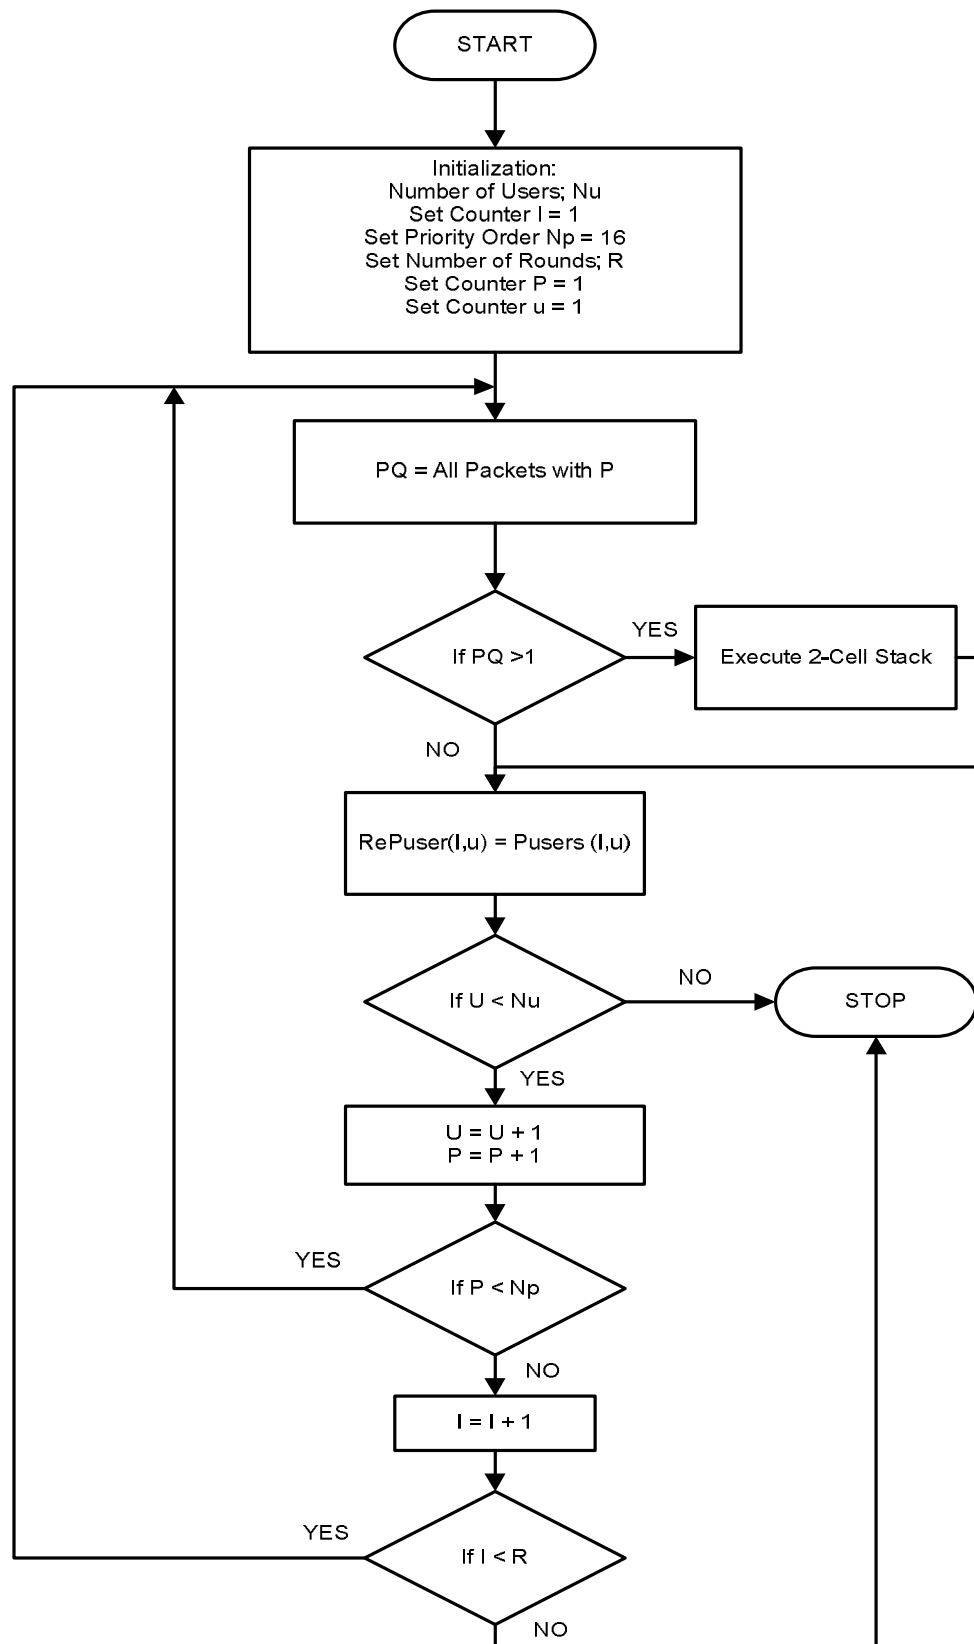 START
Initialization:
Number of Users; Nu
Set Counter I = 1
Set Priority Order Np = 16
Set Number of Rounds; R
Set Counter P = 1
Set Counter u = 1
PQ = All Packets with P
If PQ >1
YES
Execute 2-Cell Stack
NO
RePuser(I,u) = Pusers (I,u)
If U < Nu
NO
STOP
YES
U = U + 1
P = P + 1
If P < Np
YES
NO
I = I + 1
If I < R
YES
NO